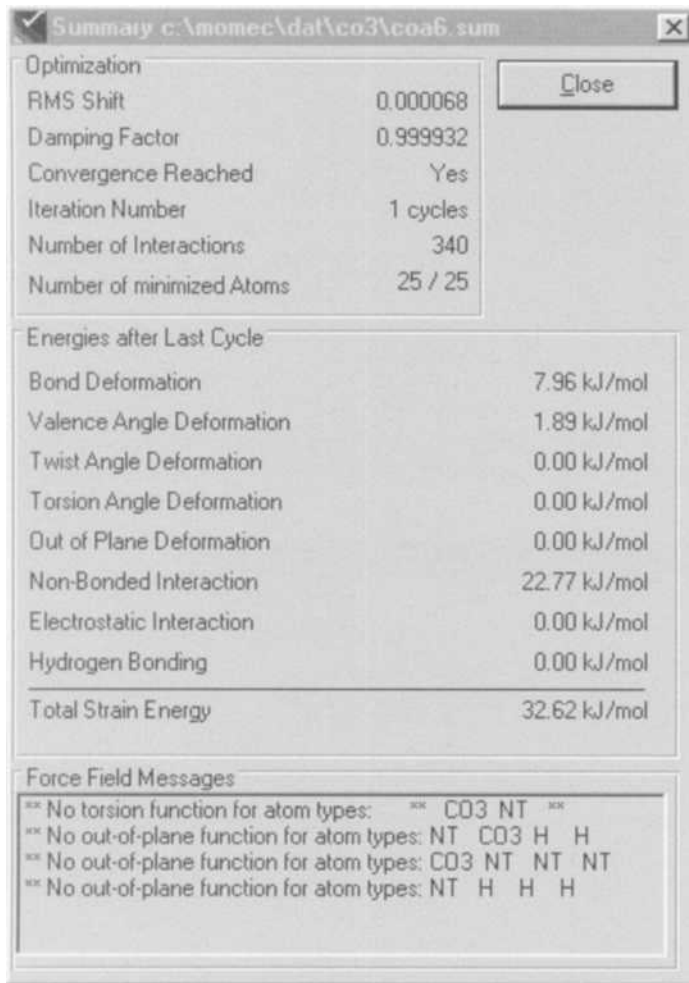 Summary c:\momec\dat\co3\coa6.sum
Optimization
Close
RMS Shift 0.000068
Damping Factor 0.999932
Convergence Reached Yes
Iteration Number 1 cycles
Number of Interactions 340
Number of minimized Atoms 25 / 25
Energies after Last Cycle
Bond Deformation 7.96 kJ/mol
Valence Angle Deformation 1.89 kJ/mol
Twist Angle Deformation 0.00 kJ/mol
Torsion Angle Deformation 0.00 kJ/mol
Out of Plane Deformation 0.00 kJ/mol
Non-Bonded Interaction 22.77 kJ/mol
Electrostatic Interaction 0.00 kJ/mol
Hydrogen Bonding 0.00 kJ/mol
Total Strain Energy 32.62 kJ/mol
Force Field Messages
** No torsion function for atom types: ** CO3 NT **
** No out-of-plane function for atom types: NT CO3 H H
** No out-of-plane function for atom types: CO3 NT NT NT
** No out-of-plane function for atom types: NT H H H